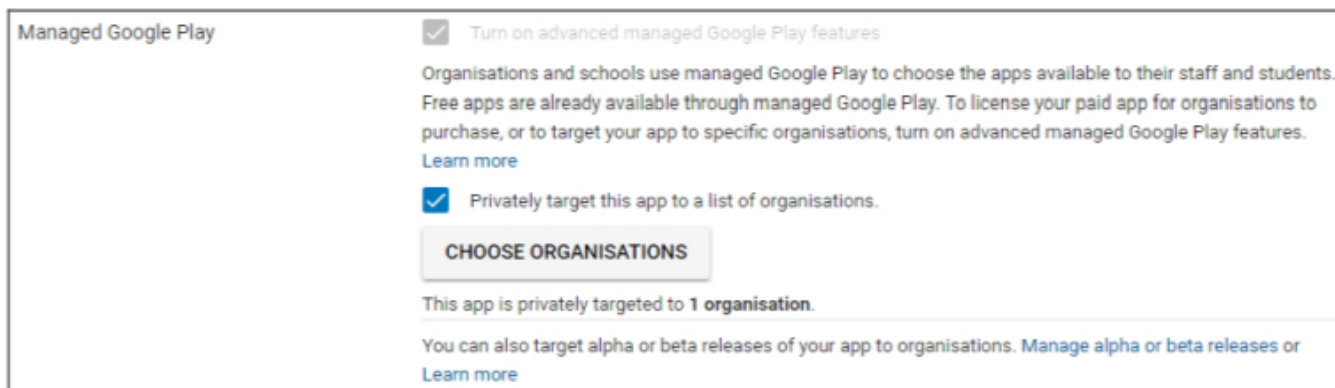 Managed Google Play
Turn on advanced managed Google Play features
Organisations and schools use managed Google Play to choose the apps available to their staff and students.
Free apps are already available through managed Google Play. To license your paid app for organisations to
purchase, or to target your app to specific organisations, turn on advanced managed Google Play features.
Learn more
Privately target this app to a list of organisations.
CHOOSE ORGANISATIONS
This app is privately targeted to 1 organisation.
You can also target alpha or beta releases of your app to organisations. Manage alpha or beta releases or
Learn more